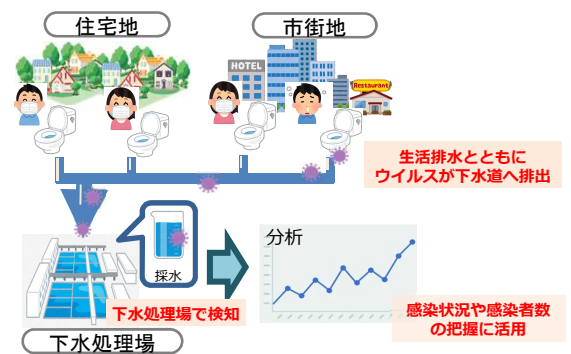 住宅地
市街地
HOTEL
Restaurant
生活排水とともに
ウイルスが下水道へ排出
採水
分析
下水処理場で検知
感染状況や感染者数
の把握に活用
下水処理場